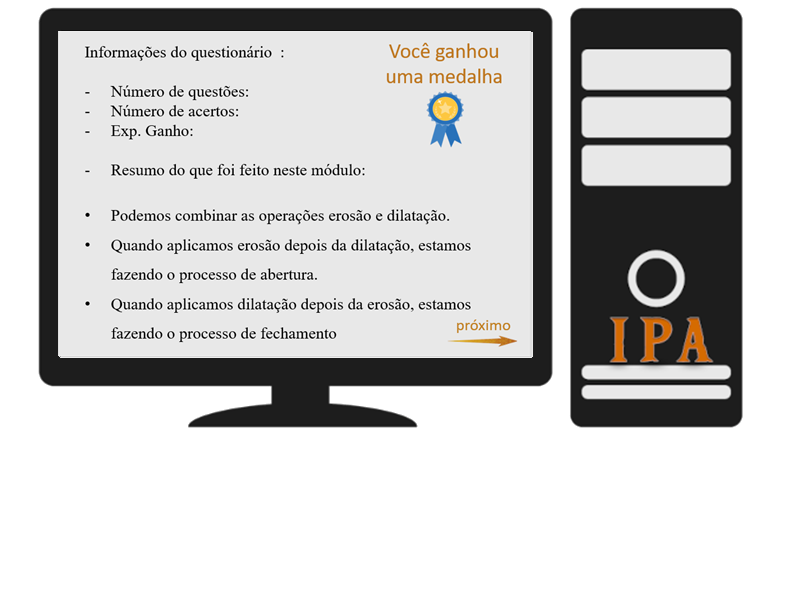 Informações do questionário :
Você ganhou
uma medalha
- Número de questões:
- Número de acertos:
- Exp. Ganho:
- Resumo do que foi feito neste módulo:
• Podemos combinar as operações erosão e dilatação.
• Quando aplicamos erosão depois da dilatação, estamos
fazendo o processo de abertura.
• Quando aplicamos dilatação depois da erosão, estamos
fazendo o processo de fechamento
próximo
IPA